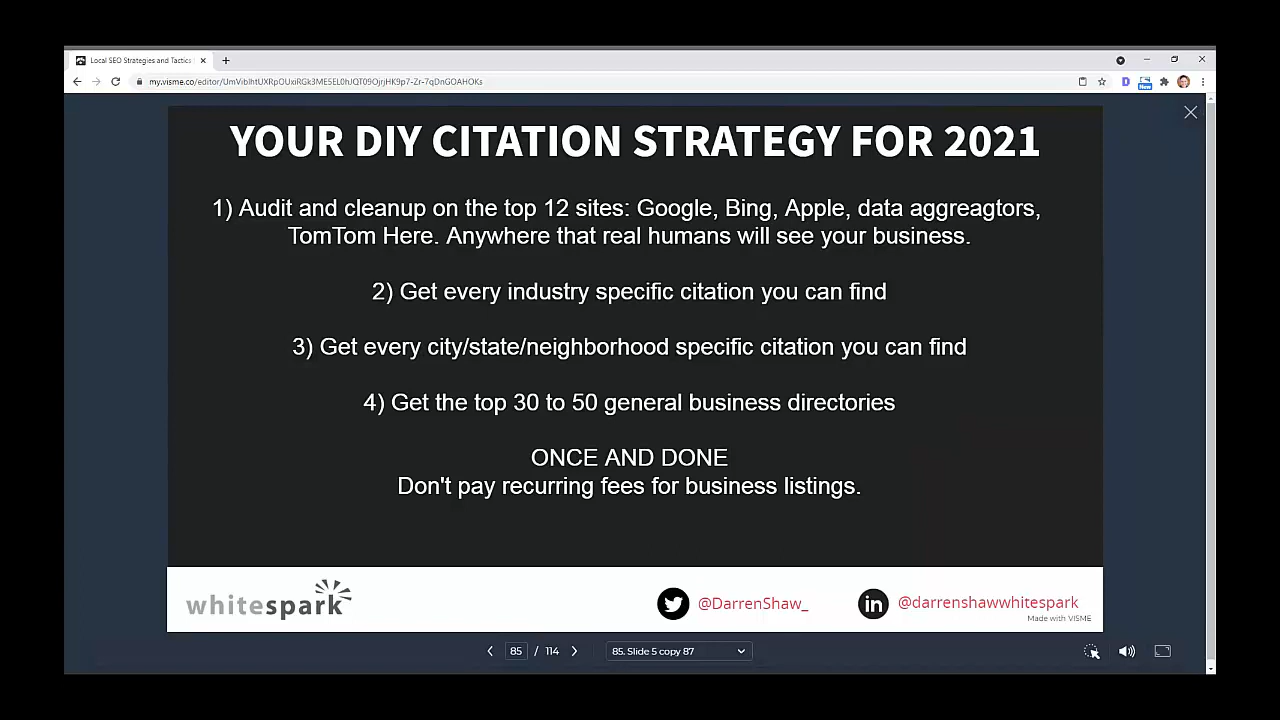 Local SEO Strategies and Tactics
YOUR DIY CITATION STRATEGY FOR 2021
1) Audit and cleanup on the top 12 sites: Google, Bing, Apple, data aggreagtors,
TomTom Here. Anywhere that real humans will see your business.
2) Get every industry specific citation you can find
3) Get every city/state/neighborhood specific citation you can find
4) Get the top 30 to 50 general business directories
ONCE AND DONE
Don't pay recurring fees for business listings.
whitespark
@DarrenShaw_
@darrenshawwhitespark
Made with VISME
85 / 114
85. Slide 5 copy 87